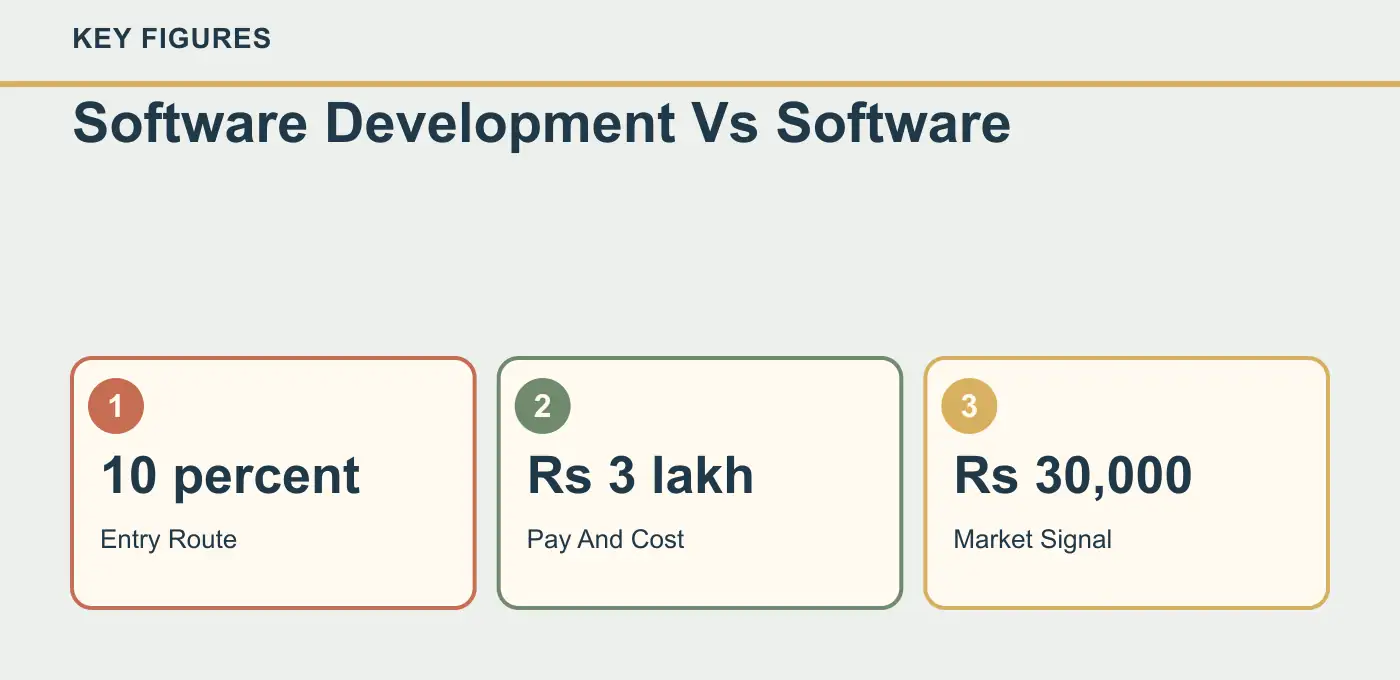 KEY FIGURES
Software Development Vs Software
1
10 percent
Entry Route
2
Rs 3 lakh
Pay And Cost
3
Rs 30,000
Market Signal